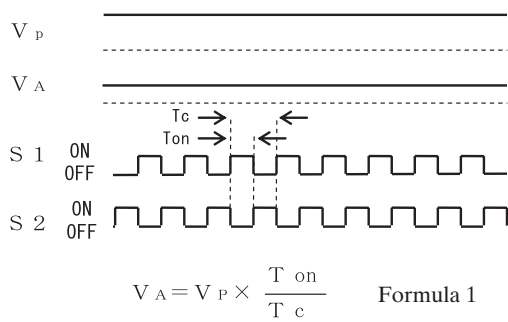 V p
V A
Tc
Ton
S 1 ON
OFF
S 2 ON
OFF
V A = V P × T on / T c Formula 1